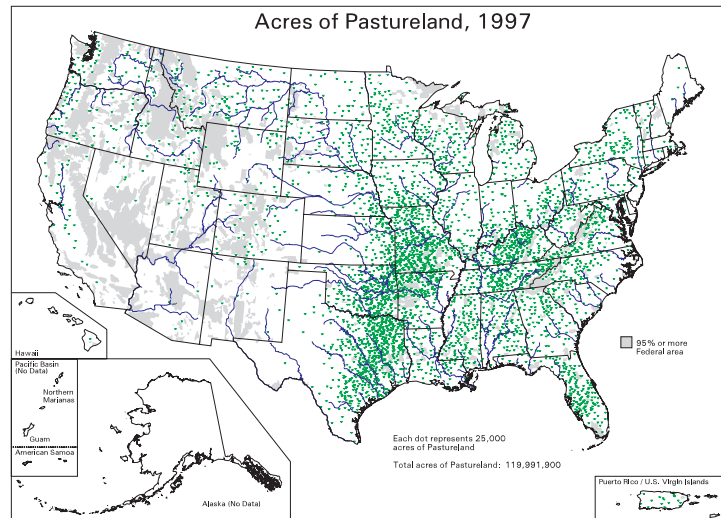 Acres of Pastureland, 1997
95% or more
Federal area
Hawaii
Pacific Basin
(No Data)
Northern
Marianas
Guam
American Samoa
Alaska (No Data)
Each dot represents 25,000
acres of Pastureland
Total acres of Pastureland: 119,991,900
Puerto Rico / U.S. Virgin Islands